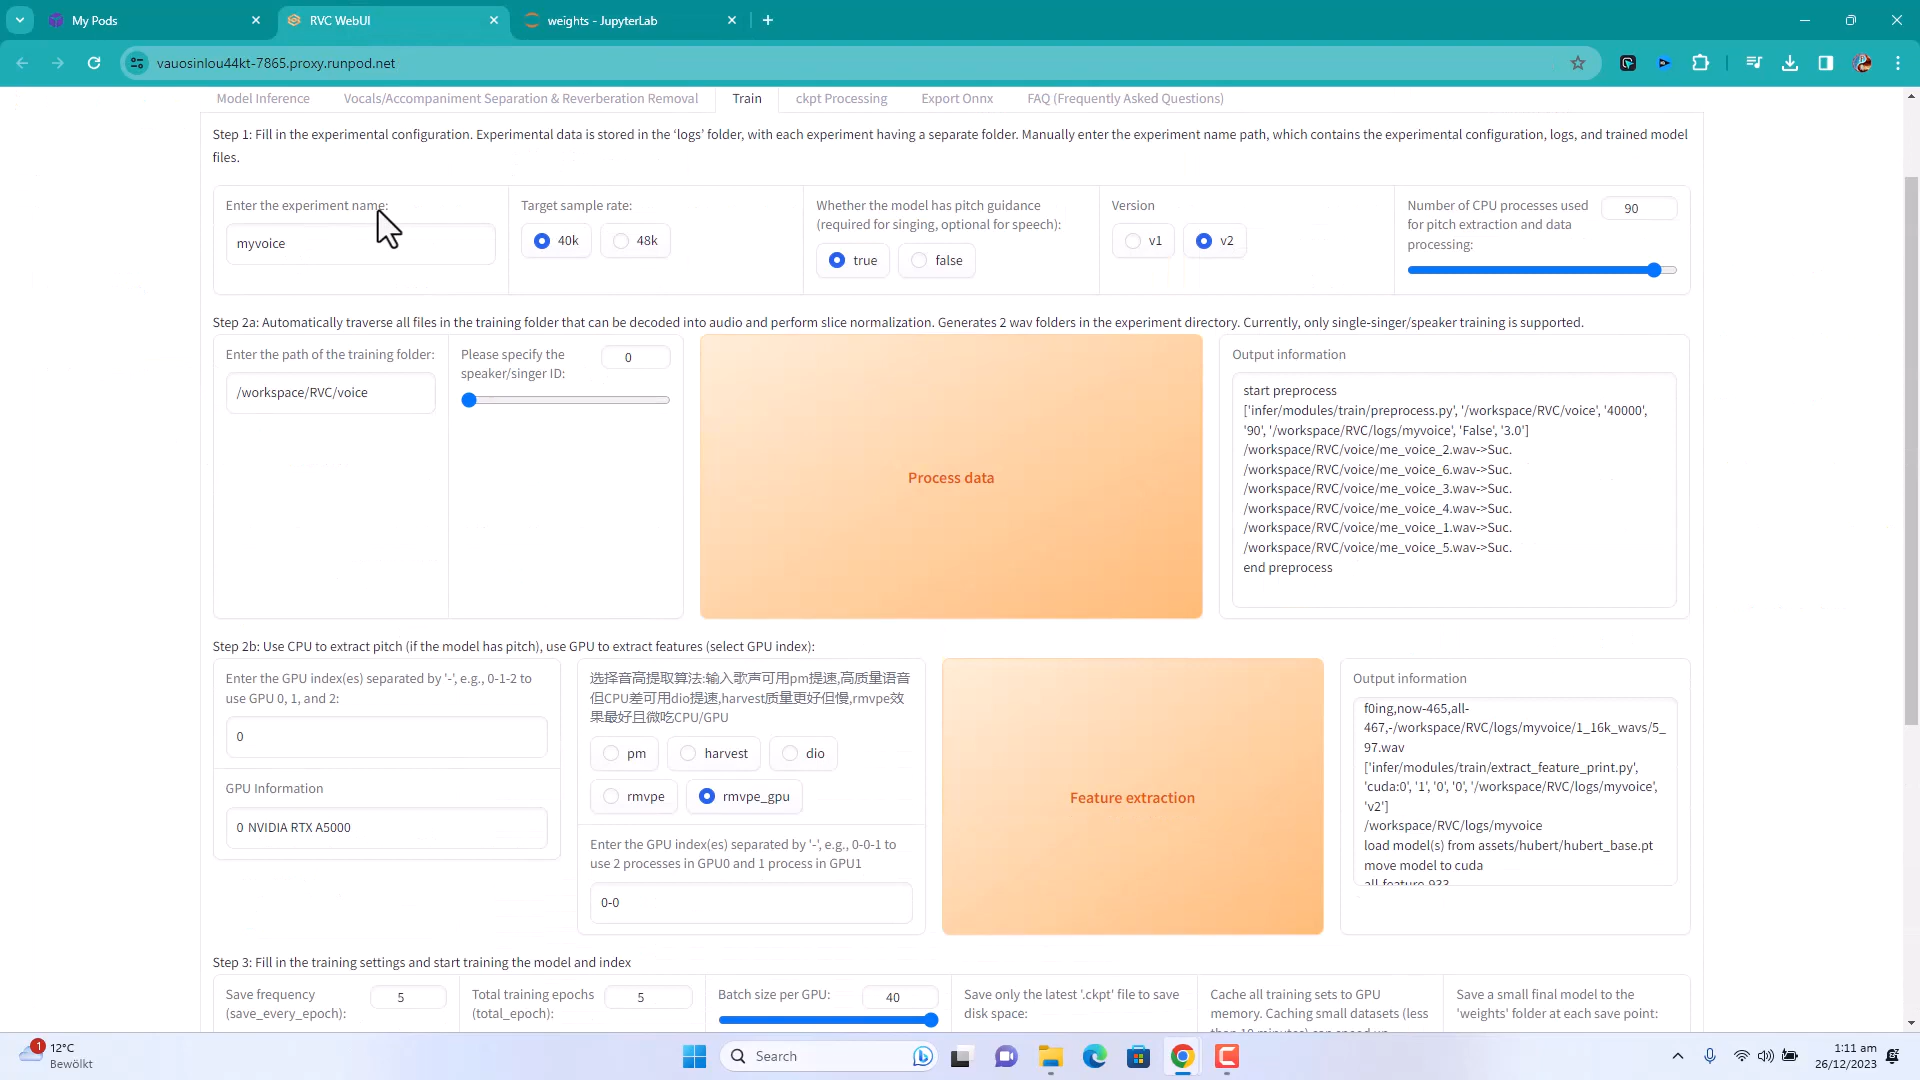 My Pods
RVC WebUI
weights - JupyterLab
vauosinlou44kt-7865.proxy.runpod.net
Model Inference
Vocals/Accompaniment Separation & Reverberation Removal
Train
ckpt Processing
Export Onnx
FAQ (Frequently Asked Questions)
Step 1: Fill in the experimental configuration. Experimental data is stored in the ‘logs’ folder, with each experiment having a separate folder. Manually enter the experiment name path, which contains the experimental configuration, logs, and trained model
files.
Enter the experiment name:
myvoice
Target sample rate:
40k
48k
Whether the model has pitch guidance
(required for singing, optional for speech):
true
false
Version
v1
v2
Number of CPU processes used
for pitch extraction and data
processing:
90
Step 2a: Automatically traverse all files in the training folder that can be decoded into audio and perform slice normalization. Generates 2 wav folders in the experiment directory. Currently, only single-singer/speaker training is supported.
Enter the path of the training folder:
/workspace/RVC/voice
Please specify the
speaker/singer ID:
0
Process data
Output information
start preprocess
['infer/modules/train/preprocess.py', '/workspace/RVC/voice', '40000',
'90', '/workspace/RVC/logs/myvoice', 'False', '3.0']
/workspace/RVC/voice/me_voice_2.wav->Suc.
/workspace/RVC/voice/me_voice_6.wav->Suc.
/workspace/RVC/voice/me_voice_3.wav->Suc.
/workspace/RVC/voice/me_voice_4.wav->Suc.
/workspace/RVC/voice/me_voice_1.wav->Suc.
/workspace/RVC/voice/me_voice_5.wav->Suc.
end preprocess
Step 2b: Use CPU to extract pitch (if the model has pitch), use GPU to extract features (select GPU index):
Enter the GPU index(es) separated by '-', e.g., 0-1-2 to
use GPU 0, 1, and 2:
0
GPU Information
0 NVIDIA RTX A5000
选择音高提取算法:输入歌声可用pm提速,高质量语音
但CPU差可用dio提速,harvest质量更好但慢,rmvpe效
果最好且微吃CPU/GPU
pm
harvest
dio
rmvpe
rmvpe_gpu
Enter the GPU index(es) separated by '-', e.g., 0-0-1 to
use 2 processes in GPU0 and 1 process in GPU1
0-0
Feature extraction
Output information
f0ing,now-465,all-
467,-/workspace/RVC/logs/myvoice/1_16k_wavs/5_
97.wav
['infer/modules/train/extract_feature_print.py',
'cuda:0', '1', '0', '0', '/workspace/RVC/logs/myvoice',
'v2']
/workspace/RVC/logs/myvoice
load model(s) from assets/hubert/hubert_base.pt
move model to cuda
all-feature-933
Step 3: Fill in the training settings and start training the model and index
Save frequency
(save_every_epoch):
5
Total training epochs
(total_epoch):
5
Batch size per GPU:
40
Save only the latest '.ckpt' file to save
disk space:
Cache all training sets to GPU
memory. Caching small datasets (less
than 10 minutes) can speed up
Save a small final model to the
'weights' folder at each save point:
1
12°C
Bewölkt
Search
1:11 am
26/12/2023